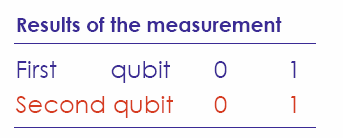 Results of the measurement
First qubit 0 1
Second qubit 0 1